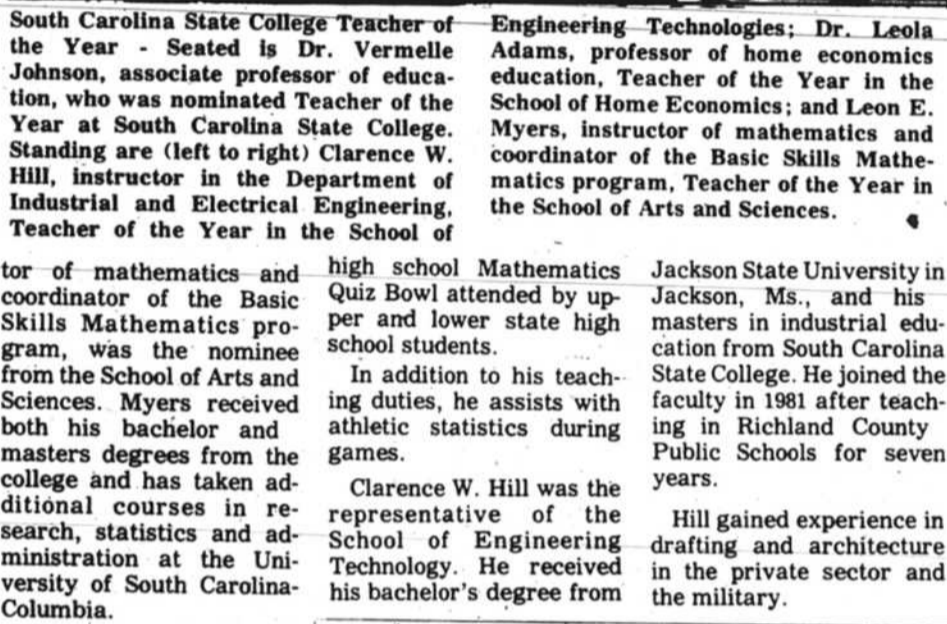 South Carolina State College Teacher of
the Year - Seated is Dr. Vermelle
Johnson, associate professor of educa-
tion, who was nominated Teacher of the
Year at South Carolina State College.
Standing are (left to right) Clarence W.
Hill, instructor in the Department of
Industrial and Electrical Engineering,
Teacher of the Year in the School of
Engineering Technologies; Dr. Leola
Adams, professor of home economics
education, Teacher of the Year in the
School of Home Economics; and Leon E.
Myers, instructor of mathematics and
coordinator of the Basic Skills Mathe-
matics program, Teacher of the Year in
the School of Arts and Sciences.
tor of mathematics and
coordinator of the Basic
Skills Mathematics pro-
gram, was the nominee
from the School of Arts and
Sciences. Myers received
both his bachelor and
masters degrees from the
college and has taken ad-
ditional courses in re-
search, statistics and ad-
ministration at the Uni-
versity of South Carolina-
Columbia.
high school Mathematics
Quiz Bowl attended by up-
per and lower state high
school students.
In addition to his teach-
ing duties, he assists with
athletic statistics during
games.
Clarence W. Hill was the
representative of the
School of Engineering
Technology. He received
his bachelor's degree from
Jackson State University in
Jackson, Ms., and his
masters in industrial edu-
cation from South Carolina
State College. He joined the
faculty in 1981 after teach-
ing in Richland County
Public Schools for seven
years.
Hill gained experience in
drafting and architecture
in the private sector and
the military.